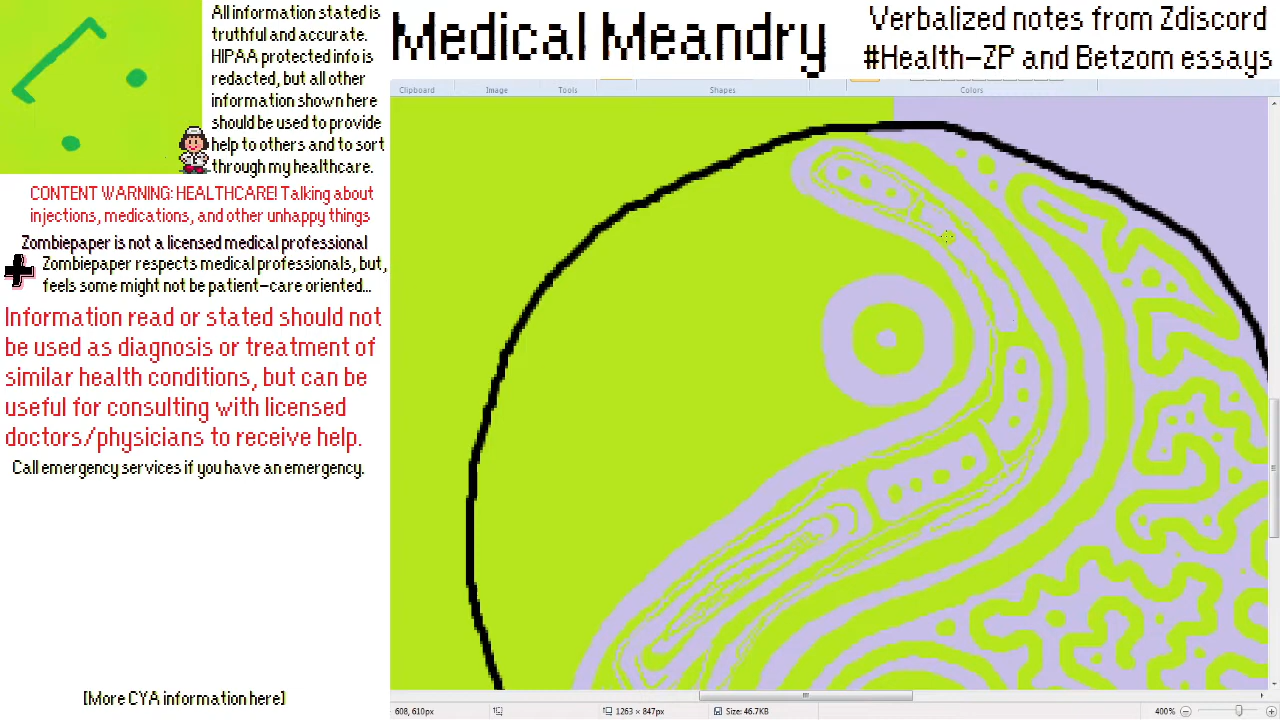 All information stated is
truthful and accurate.
HIPAA protected info is
redacted, but all other
information shown here
should be used to provide
help to others and to sort
through my healthcare.
CONTENT WARNING: HEALTHCARE! Talking about
injections, medications, and other unhappy things
Zombiepaper is not a licensed medical professional
Zombiepaper respects medical professionals, but,
feels some might not be patient-care oriented...
Information read or stated should not
be used as diagnosis or treatment of
similar health conditions, but can be
useful for consulting with licensed
doctors/physicians to receive help.
Call emergency services if you have an emergency.
[More CYA information here]
Medical Meandry
Verbalized notes from Zdiscord
#Health-ZP and Betzom essays
Clipboard Image Tools Shapes Colors
608, 610px 1263 × 847px Size: 46.7KB 400%